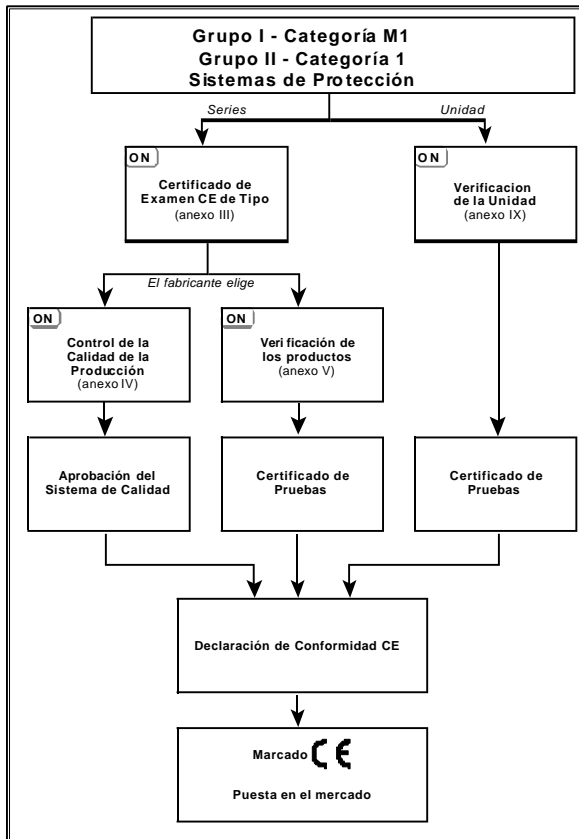 Grupo I - Categoría M1
Grupo II - Categoría 1
Sistemas de Protección
Series
Unidad
ON
Certificado de
Examen CE de Tipo
(anexo III)
ON
Verificacion
de la Unidad
(anexo IX)
El fabricante elige
ON
Control de la
Calidad de la
Producción
(anexo IV)
ON
Verificación de
los productos
(anexo V)
Aprobación del
Sistema de Calidad
Certificado de
Pruebas
Certificado de
Pruebas
Declaración de Conformidad CE
Marcado CE
Puesta en el mercado